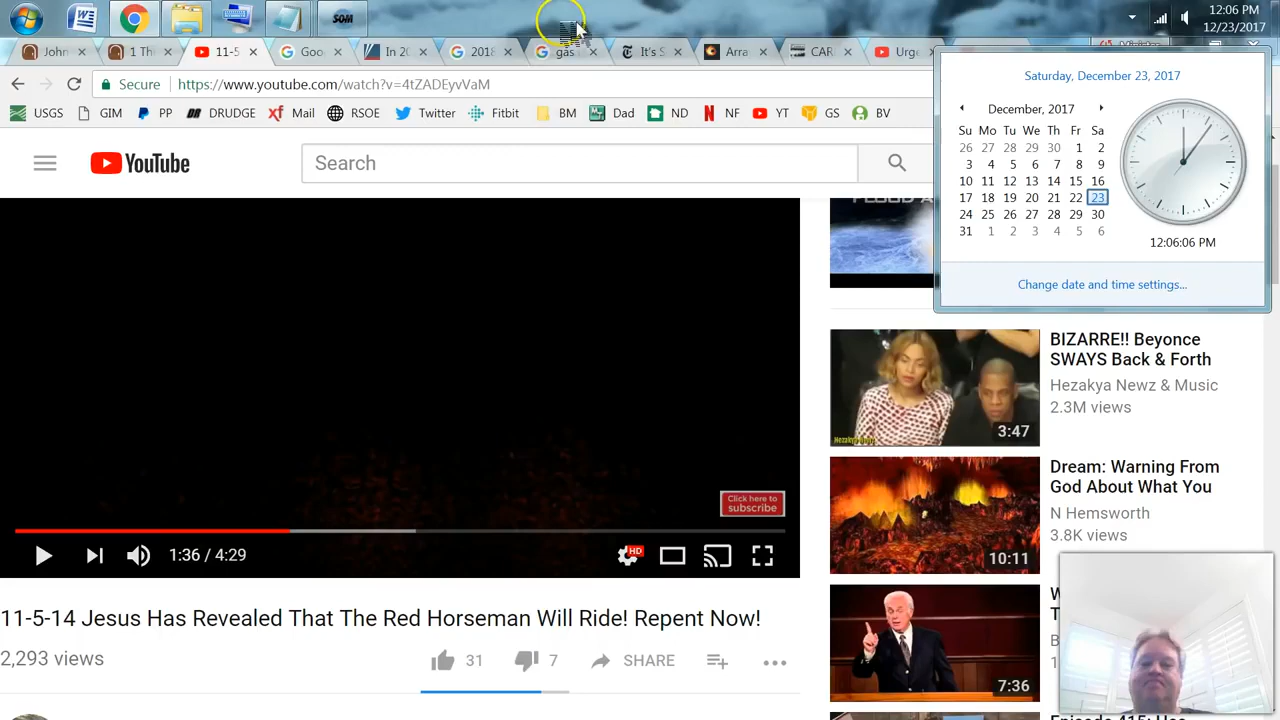 SOM
12:06 PM
12/23/2017
John
1 Th
11-5
Goo
In 20
2018
gas
It's S
Arra
CAR
Urge
Secure https://www.youtube.com/watch?v=4tZADEyvVaM
USGS GIM PP DRUDGE Mail RSOE Twitter Fitbit BM Dad ND NF YT GS BV
YouTube
Search
Saturday, December 23, 2017
December, 2017
Su Mo Tu We Th Fr Sa
26 27 28 29 30 1 2
3 4 5 6 7 8 9
10 11 12 13 14 15 16
17 18 19 20 21 22 23
24 25 26 27 28 29 30
31 1 2 3 4 5 6
12:06:06 PM
Change date and time settings...
BIZARRE!! Beyonce
SWAYS Back & Forth
Hezakya Newz & Music
2.3M views
3:47
Dream: Warning From
God About What You
N Hemsworth
3.8K views
10:11
7:36
Click here to
subscribe
1:36 / 4:29
HD
11-5-14 Jesus Has Revealed That The Red Horseman Will Ride! Repent Now!
2,293 views
31
7
SHARE